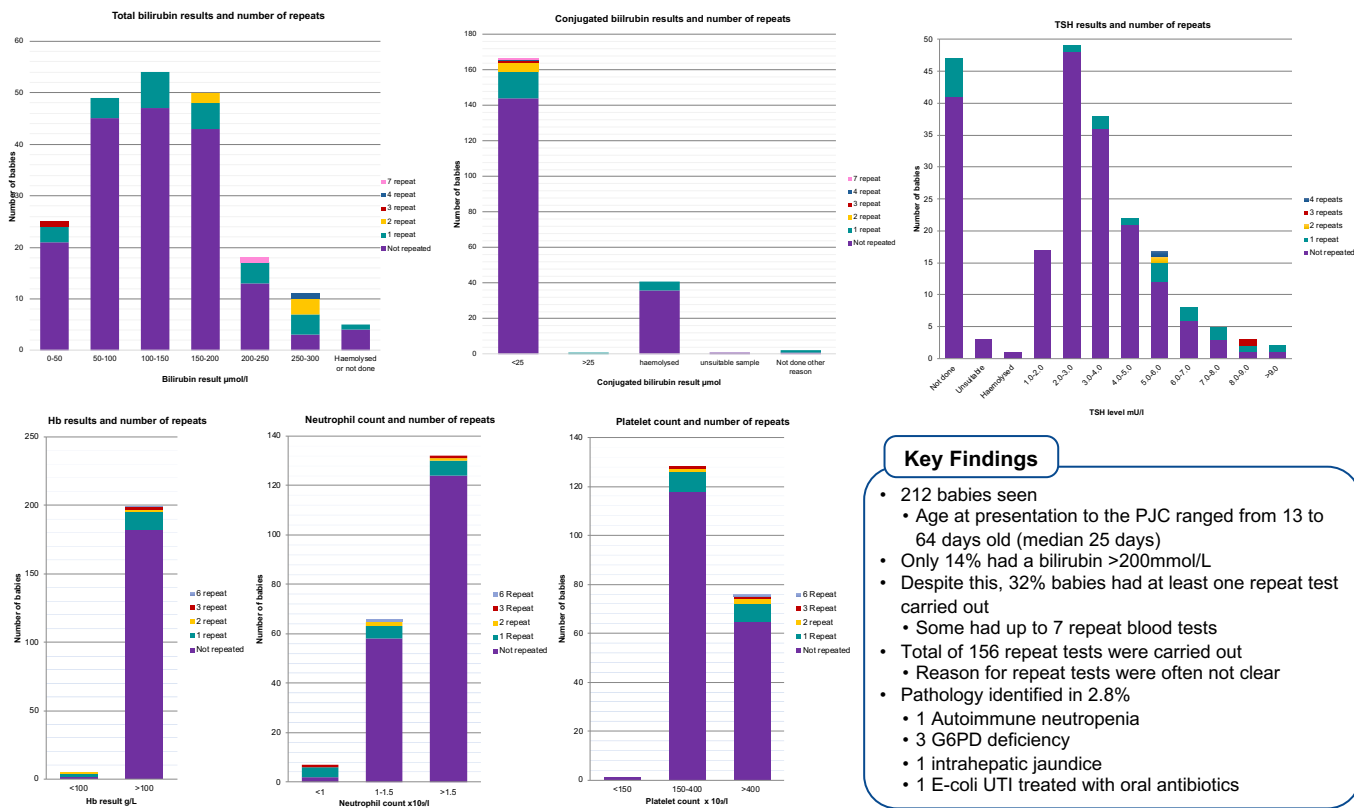 Total bilirubin results and number of repeats
60
50
40
30
20
10
0
Number of babies
0-50
50-100
100-150
150-200
200-250
250-300
Haemolysed
or not done
Bilirubin result µmol/l
7 repeat
4 repeat
3 repeat
2 repeat
1 repeat
Not repeated
Conjugated biilrubin results and number of repeats
180
160
140
120
100
80
60
40
20
0
Number of babies
<25
>25
haemolysed
unsuitable sample
Not done other
reason
Conjugated bilirubin result µmol
7 repeat
4 repeat
3 repeat
2 repeat
1 repeat
Not repeated
TSH results and number of repeats
50
45
40
35
30
25
20
15
10
5
0
Number of babies
Not done
Unsuitable
Haemolysed
1.0-2.0
2.0-3.0
3.0-4.0
4.0-5.0
5.0-6.0
6.0-7.0
7.0-8.0
8.0-9.0
>9.0
TSH level mU/l
4 repeats
3 repeats
2 repeats
1 repeat
Not repeated
Hb results and number of repeats
250
200
150
100
50
0
Number of babies
<100
>100
Hb result g/L
6 repeat
3 repeat
2 repeat
1 repeat
Not repeated
Neutrophil count and number of repeats
140
120
100
80
60
40
20
0
Number of babies
<1
1-1.5
>1.5
Neutrophil count x10s/l
6 Repeat
3 Repeat
2 repeat
1 Repeat
Not repeated
Platelet count and number of repeats
140
120
100
80
60
40
20
0
Number of babies
<150
150-400
>400
Platelet count x 10s/l
6 Repeat
3 Repeat
2 repeat
1 Repeat
Not repeated
Key Findings
• 212 babies seen
• Age at presentation to the PJC ranged from 13 to
64 days old (median 25 days)
• Only 14% had a bilirubin >200mmol/L
• Despite this, 32% babies had at least one repeat test
carried out
• Some had up to 7 repeat blood tests
• Total of 156 repeat tests were carried out
• Reason for repeat tests were often not clear
• Pathology identified in 2.8%
• 1 Autoimmune neutropenia
• 3 G6PD deficiency
• 1 intrahepatic jaundice
• 1 E-coli UTI treated with oral antibiotics